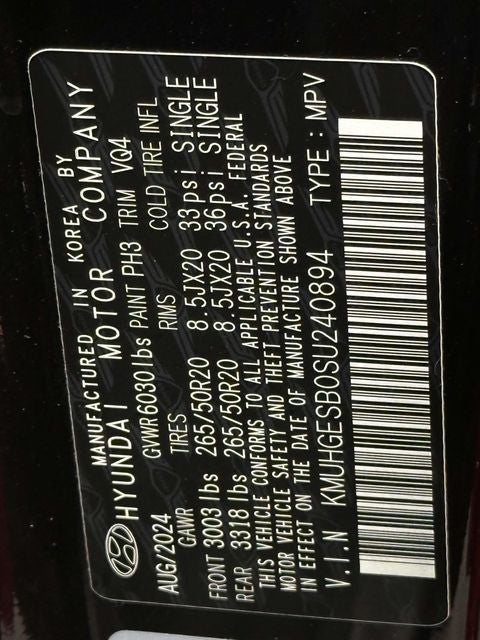 MANUFACTURED IN KOREA BY
HYUNDAI MOTOR COMPANY
AUG/2024 GVWR 6030 lbs PAINT PH3 TRIM VQ4
GAWR TIRES RIMS COLD TIRE INFL
FRONT 3003 lbs 265/50R20 8.5JX20 33psi SINGLE
REAR 3318 lbs 265/50R20 8.5JX20 36psi SINGLE
THIS VEHICLE CONFORMS TO ALL APPLICABLE U.S.A. FEDERAL
MOTOR VEHICLE SAFETY AND THEFT PREVENTION STANDARDS
IN EFFECT ON THE DATE OF MANUFACTURE SHOWN ABOVE
V.I.N KMUHGESB0SU240894 TYPE : MPV